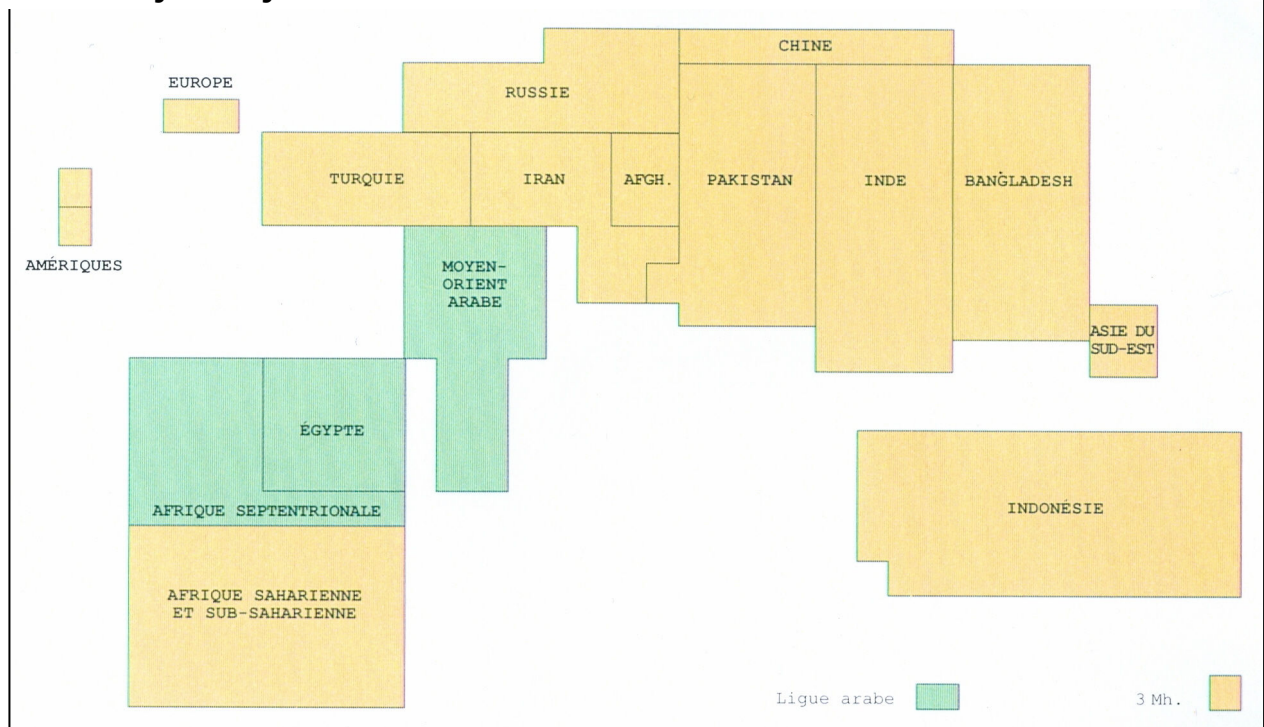 CHINE
EUROPE
RUSSIE
TURQUIE
IRAN
AFGH.
PAKISTAN
INDE
BANGLADESH
AMÉRIQUES
MOYEN-
ORIENT
ARABE
ASIE DU
SUD-EST
ÉGYPTE
AFRIQUE SEPTENTRIONALE
INDONÉSIE
AFRIQUE SAHARIENNE
ET SUB-SAHARIENNE
Ligue arabe
3 Mh.